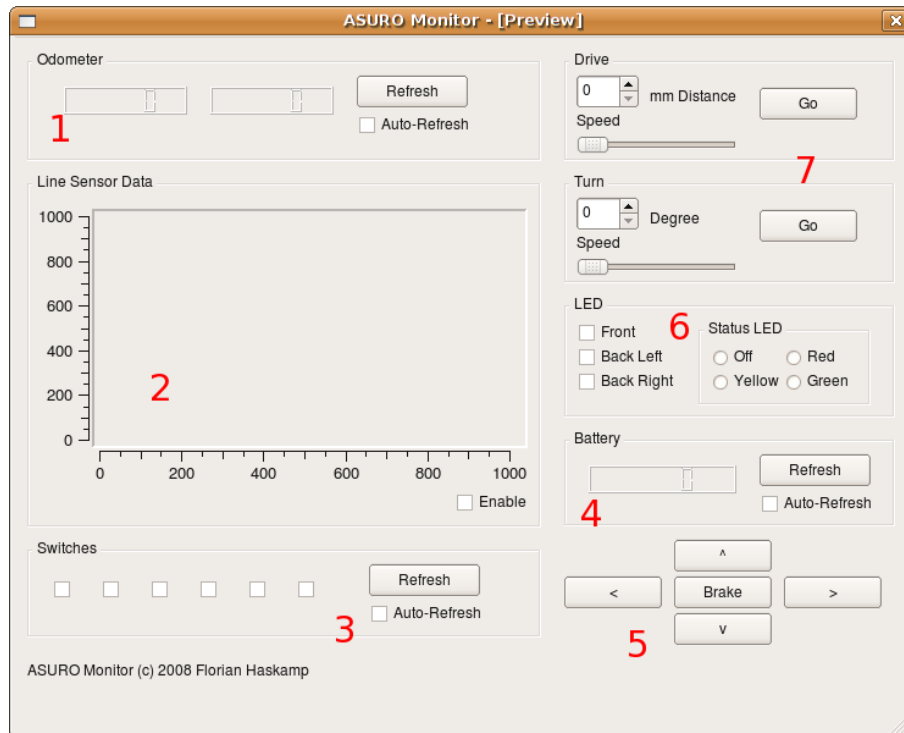 ASURO Monitor - [Preview]
Odometer
Refresh
Auto-Refresh
1
Line Sensor Data
1000
800
600
400
200
0
0 200 400 600 800 1000
2
Enable
Switches
Refresh
Auto-Refresh
3
ASURO Monitor (c) 2008 Florian Haskamp
Drive
0 mm Distance
Go
Speed
7
Turn
0 Degree
Go
Speed
LED
Front
Back Left
Back Right
6
Status LED
Off Red
Yellow Green
Battery
Refresh
Auto-Refresh
4
^
< Brake >
v
5